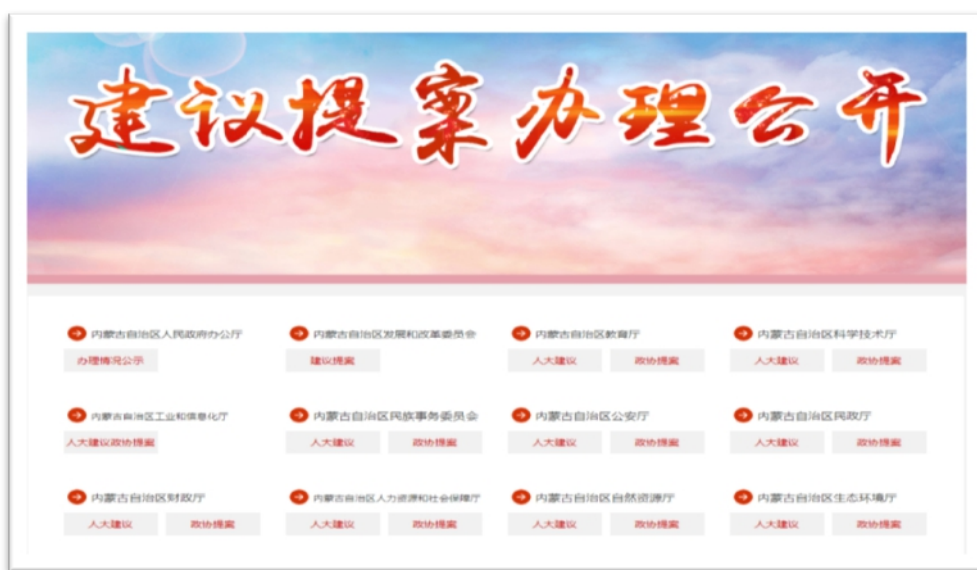 建议提案办理公开
内蒙古自治区人民政府办公厅 内蒙古自治区发展和改革委员会 内蒙古自治区教育厅 内蒙古自治区科学技术厅
办理情况公示 建议提案 人大建议 政协提案 人大建议 政协提案
内蒙古自治区工业和信息化厅 内蒙古自治区民族事务委员会 内蒙古自治区公安厅 内蒙古自治区民政厅
人大建议政协提案 人大建议 政协提案 人大建议 政协提案 人大建议 政协提案
内蒙古自治区财政厅 内蒙古自治区人力资源和社会保障厅 内蒙古自治区自然资源厅 内蒙古自治区生态环境厅
人大建议 政协提案 人大建议 政协提案 人大建议 政协提案 人大建议 政协提案